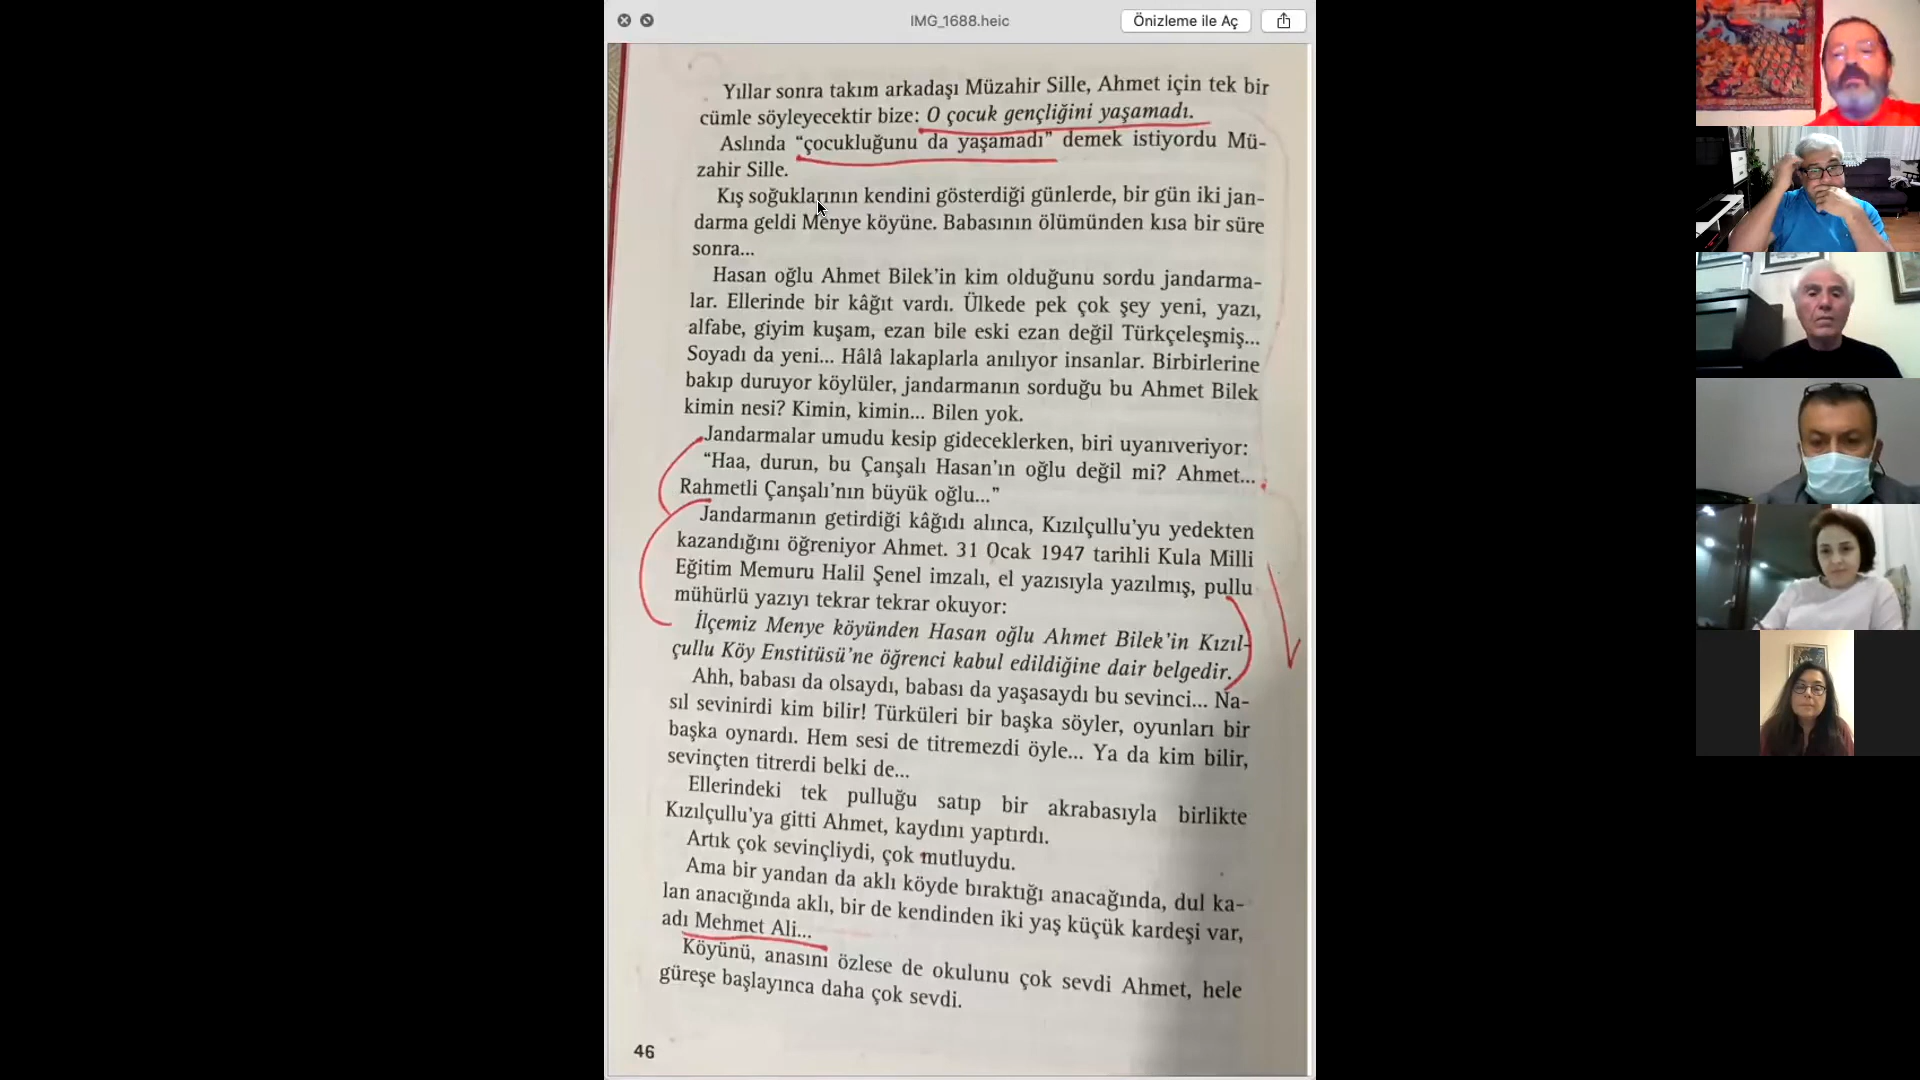 IMG_1688.heic
Önizleme ile Aç
Yıllar sonra takım arkadaşı Müzahir Sille, Ahmet için tek bir
cümle söyleyecektir bize: O çocuk gençliğini yaşamadı.
Aslında “çocukluğunu da yaşamadı” demek istiyordu Mü-
zahir Sille.
Kış soğuklarının kendini gösterdiği günlerde, bir gün iki jan-
darma geldi Menye köyüne. Babasının ölümünden kısa bir süre
sonra...
Hasan oğlu Ahmet Bilek’in kim olduğunu sordu jandarma-
lar. Ellerinde bir kâğıt vardı. Ülkede pek çok şey yeni, yazı,
alfabe, giyim kuşam, ezan bile eski ezan değil Türkçeleşmiş...
Soyadı da yeni... Hâlâ lakaplarla anılıyor insanlar. Birbirlerine
bakıp duruyor köylüler, jandarmanın sorduğu bu Ahmet Bilek
kimin nesi? Kimin, kimin... Bilen yok.
Jandarmalar umudu kesip gideceklerken, biri uyanıveriyor:
“Haa, durun, bu Çanşalı Hasan’ın oğlu değil mi? Ahmet...
Rahmetli Çanşalı’nın büyük oğlu...”
Jandarmanın getirdiği kâğıdı alınca, Kızılçullu’yu yedekten
kazandığını öğreniyor Ahmet. 31 Ocak 1947 tarihli Kula Milli
Eğitim Memuru Halil Şenel imzalı, el yazısıyla yazılmış, pullu
mühürlü yazıyı tekrar tekrar okuyor:
İlçemiz Menye köyünden Hasan oğlu Ahmet Bilek’in Kızıl-
çullu Köy Enstitüsü’ne öğrenci kabul edildiğine dair belgedir.
Ahh, babası da olsaydı, babası da yaşasaydı bu sevinci... Na-
sıl sevinirdi kim bilir! Türküleri bir başka söyler, oyunları bir
başka oynardı. Hem sesi de titremezdi öyle... Ya da kim bilir,
sevinçten titrerdi belki de...
Ellerindeki tek pulluğu satıp bir akrabasıyla birlikte
Kızılçullu’ya gitti Ahmet, kaydını yaptırdı.
Artık çok sevinçliydi, çok mutluydu.
Ama bir yandan da aklı köyde bıraktığı anacağında, dul ka-
lan anacığında aklı, bir de kendinden iki yaş küçük kardeşi var,
adı Mehmet Ali...
Köyünü, anasını özlese de okulunu çok sevdi Ahmet, hele
güreşe başlayınca daha çok sevdi.
46